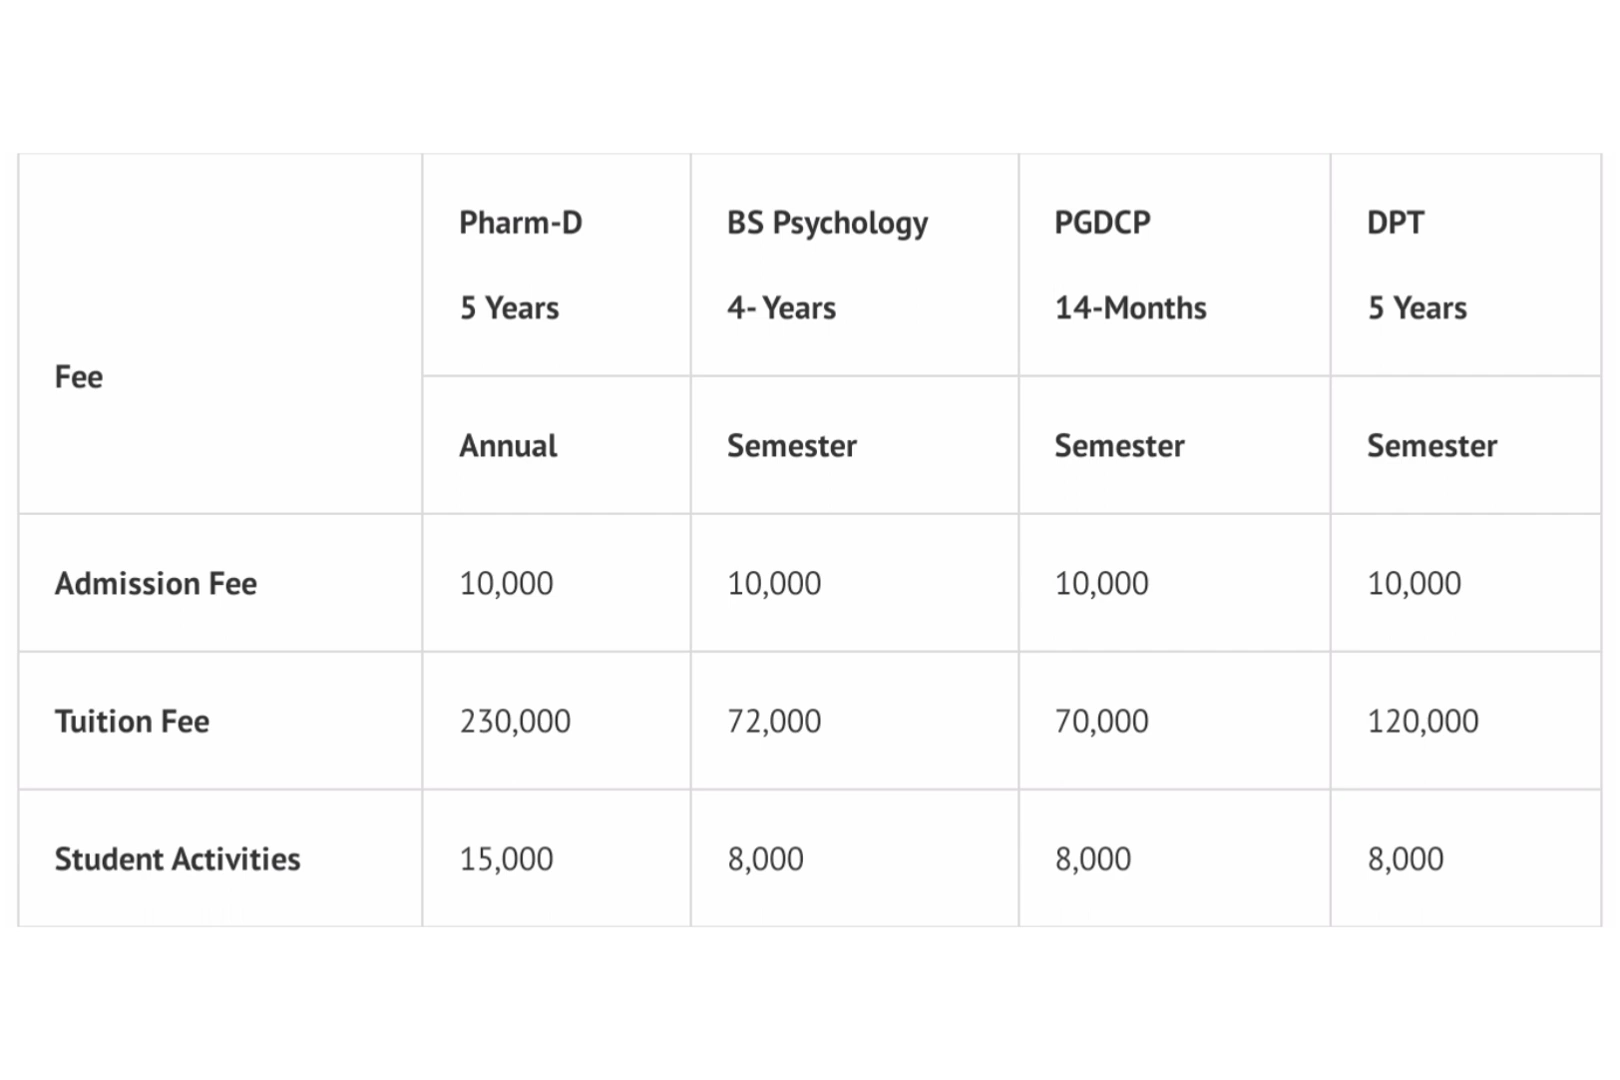 Fee
Pharm-D
5 Years
BS Psychology
4- Years
PGDCP
14-Months
DPT
5 Years
Annual
Semester
Semester
Semester
Admission Fee
10,000
10,000
10,000
10,000
Tuition Fee
230,000
72,000
70,000
120,000
Student Activities
15,000
8,000
8,000
8,000